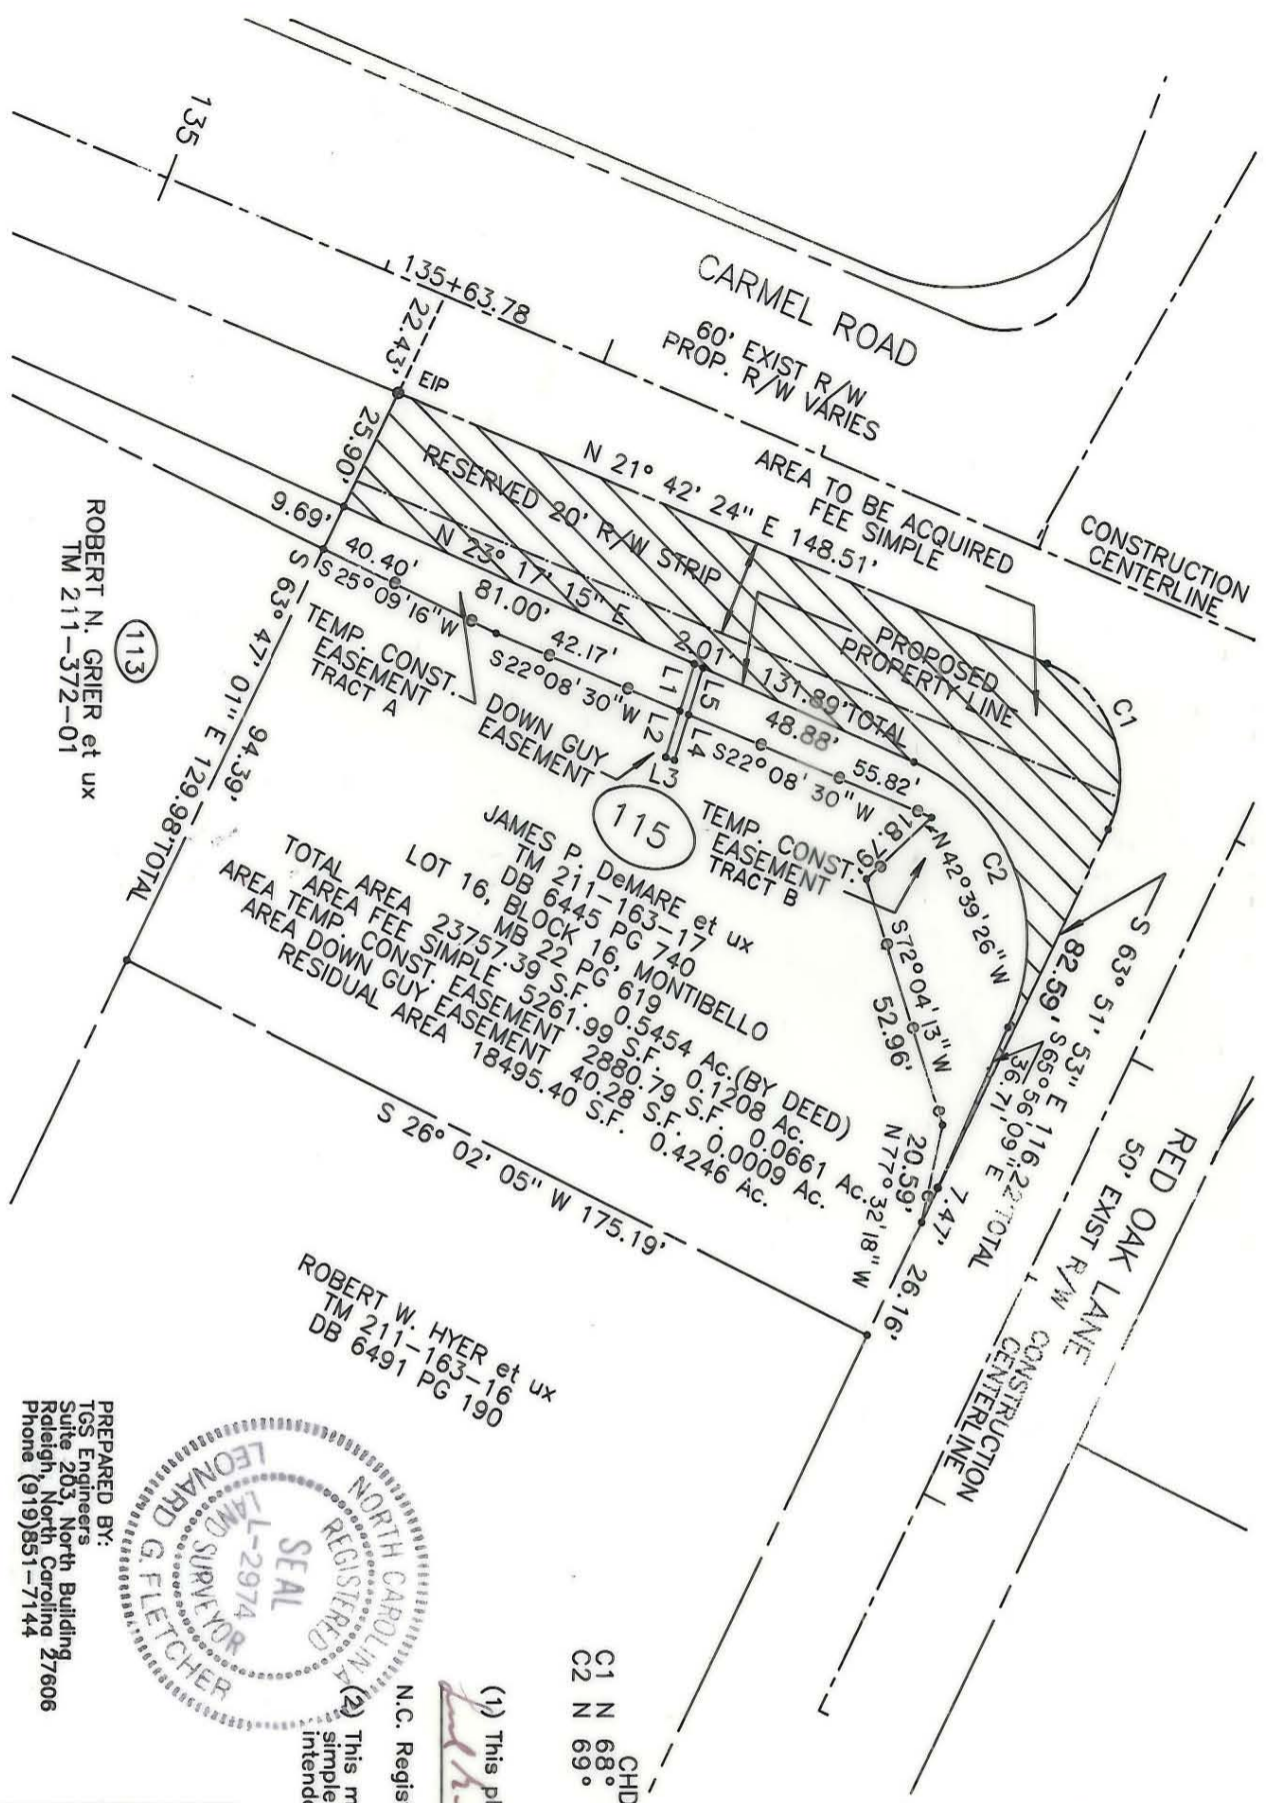 CARMEL ROAD
60' EXIST R/W
PROP. R/W VARIES
135
135+63.78
22.43'
EIP
25.90'
9.69'
RESERVED 20' R/W STRIP
N 21° 42' 24" E 148.51'
AREA TO BE ACQUIRED
FEE SIMPLE
CONSTRUCTION
CENTERLINE
PROPOSED
PROPERTY LINE
C1
N 23° 17' 15" E
81.00'
2.01'
131.89' TOTAL
48.88'
40.40'
S 25° 09' 16" W
42.17'
S22° 08' 30" W
L1
L2
L3
L4
L5
S22° 08' 30" W
55.82'
18.79'
N 42° 39' 26" W
C2
TEMP. CONST.
EASEMENT
TRACT A
DOWN GUY
EASEMENT
TEMP. CONST.
EASEMENT
TRACT B
S72° 04' 13" W
52.96'
20.59'
N 77° 32' 18" W
S 63° 51' 53" E 116.22' TOTAL
82.59'
S65° 56' 09" E
36.71'
7.47'
26.16'
RED OAK LANE
50' EXIST R/W
CONSTRUCTION
CENTERLINE
113
ROBERT N. GRIER et ux
TM 211-372-01
S 63° 47' 01" E 129.98' TOTAL
94.39'
115
JAMES P. DeMARE et ux
TM 211-163-17
DB 6445 PG 740
MB 22 PG 619
LOT 16, BLOCK 16, MONTIBELLO
TOTAL AREA 23757.39 S.F. 0.5454 Ac. (BY DEED)
AREA FEE SIMPLE 5261.99 S.F. 0.1208 Ac.
AREA TEMP. CONST. EASEMENT 2880.79 S.F. 0.0661 Ac.
AREA DOWN GUY EASEMENT 40.28 S.F. 0.0009 Ac.
RESIDUAL AREA 18495.40 S.F. 0.4246 Ac.
S 26° 02' 05" W 175.19'
ROBERT W. HYER et ux
TM 211-163-16
DB 6491 PG 190
CHD
C1 N 68°
C2 N 69°
(1) This pl
N.C. Regis
(2) This m
simple
intend
NORTH CAROLINA
REGISTERED
SEAL
L-2974
LAND SURVEYOR
LEONARD G. FLETCHER
PREPARED BY:
TGS Engineers
Suite 203, North Building
Raleigh, North Carolina 27606
Phone (919)851-7144